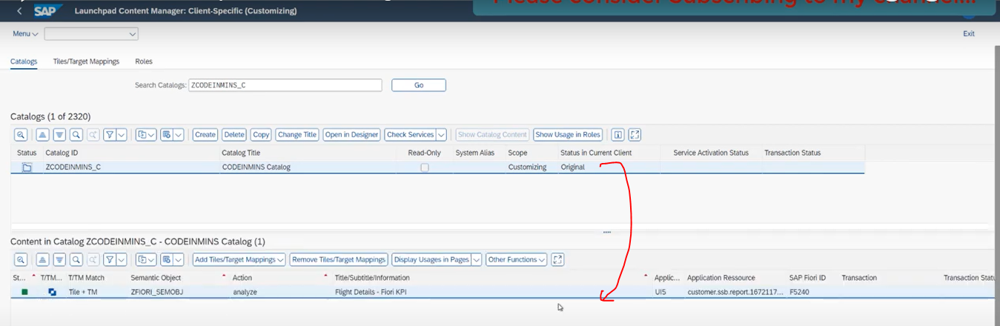 SAP Launchpad Content Manager: Client-Specific (Customizing)
Please consider Subscribing to my
Menu Exit
Catalogs Tiles/Target Mappings Roles
Search Catalogs: ZCODEINMINS_C Go
Catalogs (1 of 2320)
Create Delete Copy Change Title Open in Designer Check Services Show Catalog Content Show Usage in Roles
Status Catalog ID Catalog Title Read-Only System Alias Scope Status in Current Client Service Activation Status Transaction Status
ZCODEINMINS_C CODEINMINS Catalog Customizing Original
Content in Catalog ZCODEINMINS_C - CODEINMINS Catalog (1)
Add Tiles/Target Mappings Remove Tiles/Target Mappings Display Usages in Pages Other Functions
St... T/TM... T/TM Match Semantic Object Action Title/Subtitle/Information Applic... Application Ressource SAP Fiori ID Transaction Transaction Statu
Tile + TM ZFIORI_SEMOBJ analyze Flight Details - Fiori KPI UI5 customer.ssb.report.1672117... F5240